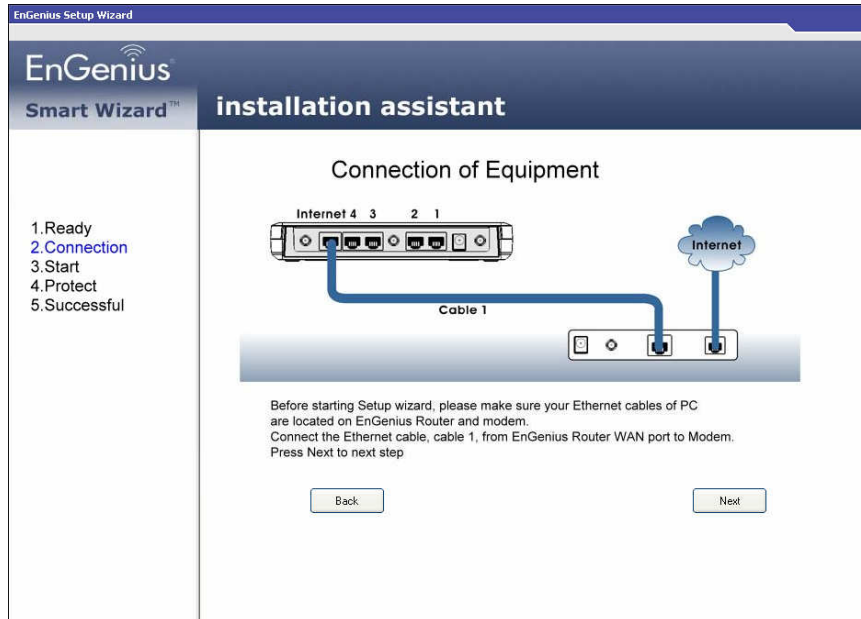 EnGenius Setup Wizard
EnGenius®
Smart Wizard™
installation assistant
1.Ready
2.Connection
3.Start
4.Protect
5.Successful
Connection of Equipment
Internet 4 3 2 1
Internet
Cable 1
Before starting Setup wizard, please make sure your Ethernet cables of PC
are located on EnGenius Router and modem.
Connect the Ethernet cable, cable 1, from EnGenius Router WAN port to Modem.
Press Next to next step
Back
Next